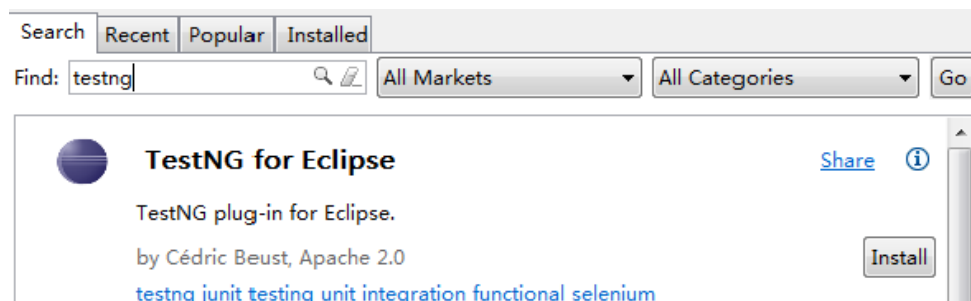 Search Recent Popular Installed
Find: testng All Markets All Categories Go
TestNG for Eclipse Share
TestNG plug-in for Eclipse.
by Cédric Beust, Apache 2.0 Install
testng junit testing unit integration functional selenium